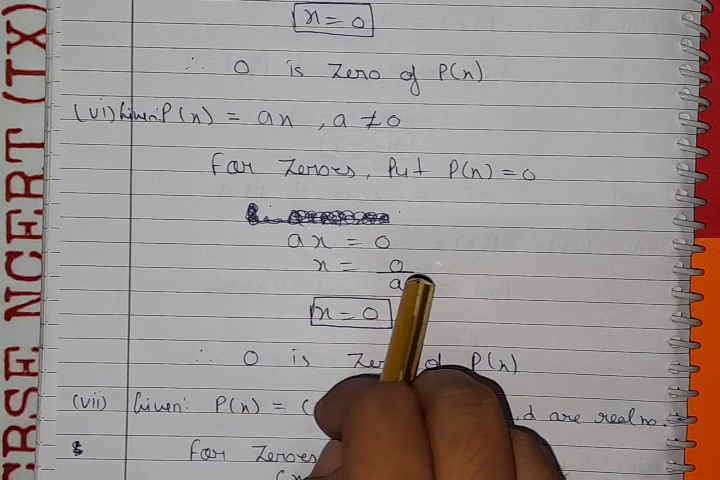 x = 0
∴ 0 is zero of P(x)
(vi) Given: P(x) = ax , a ≠ 0
For Zeroes, Put P(x) = 0
ax = 0
x = 0
a
x = 0
∴ 0 is of P(x)
(vii) Given: P(x) = ( d are real no.
For Zeroes
CBSE NCERT (TX)